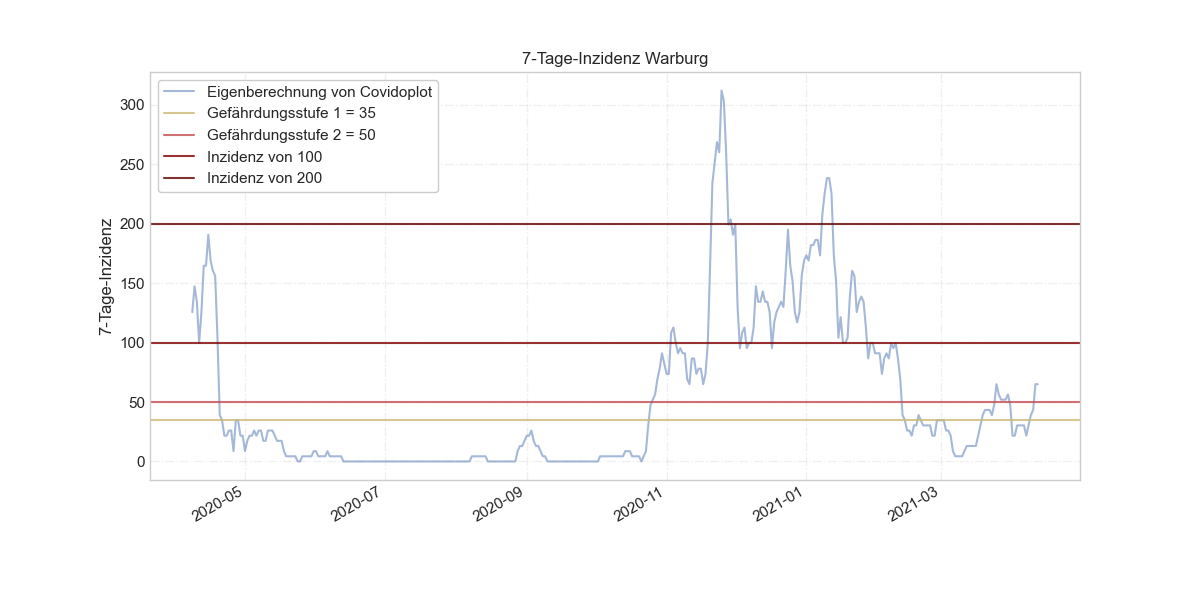 7-Tage-Inzidenz Warburg
Eigenberechnung von Covidoplot
Gefährdungsstufe 1 = 35
Gefährdungsstufe 2 = 50
Inzidenz von 100
Inzidenz von 200
7-Tage-Inzidenz
300
250
200
150
100
50
0
2020-05
2020-07
2020-09
2020-11
2021-01
2021-03